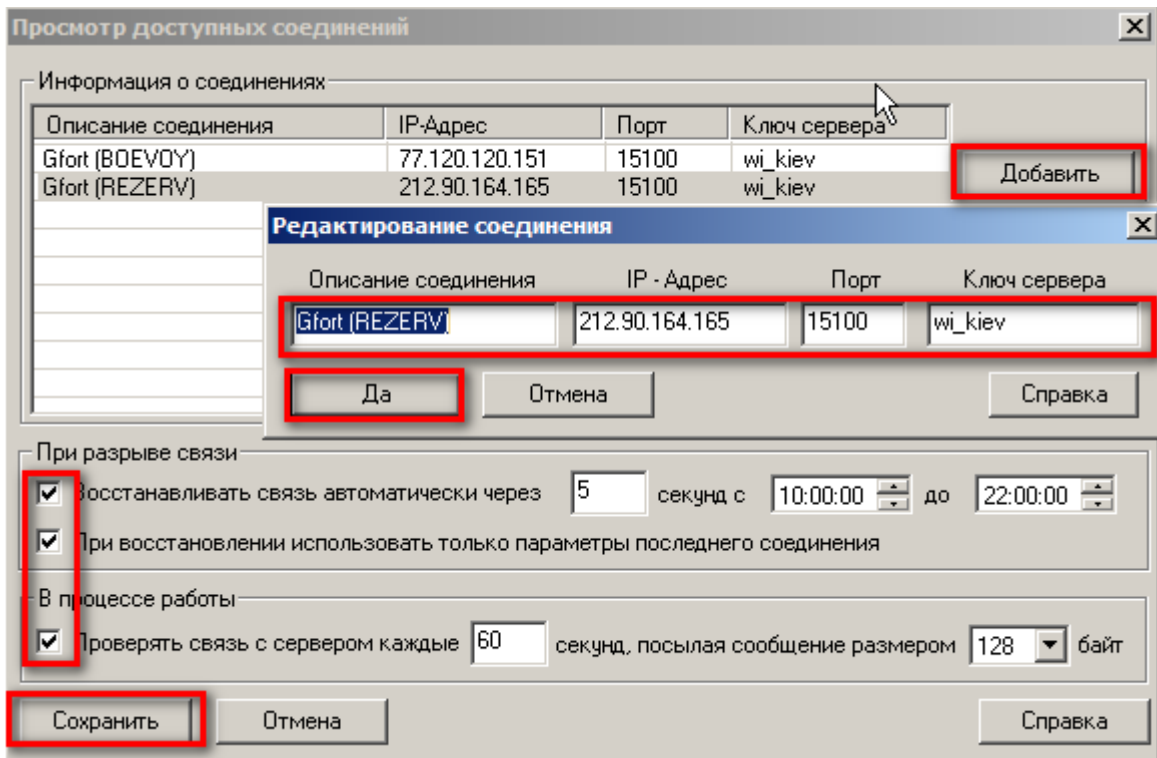 Просмотр доступных соединений
Информация о соединениях
Описание соединения IP-Адрес Порт Ключ сервера
Gfort (BOEVOY) 77.120.120.151 15100 wi_kiev
Добавить
Gfort (REZERV) 212.90.164.165 15100 wi_kiev
Редактирование соединения
Описание соединения IP - Адрес Порт Ключ сервера
Gfort (REZERV) 212.90.164.165 15100 wi_kiev
Да Отмена Справка
При разрыве связи
Восстанавливать связь автоматически через 5 секунд с 10:00:00 до 22:00:00
При восстановлении использовать только параметры последнего соединения
В процессе работы
Проверять связь с сервером каждые 60 секунд, посылая сообщение размером 128 байт
Сохранить Отмена Справка